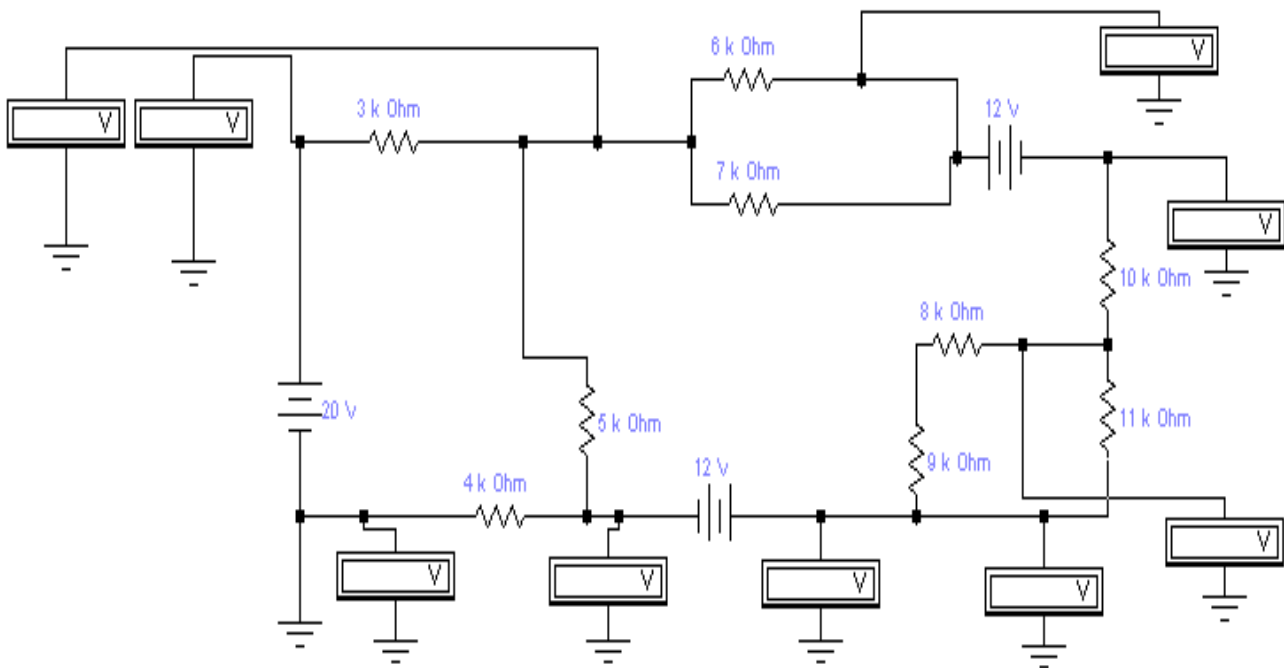 6 k Ohm
V
V
V
3 k Ohm
12 V
7 k Ohm
V
10 k Ohm
8 k Ohm
20 V
5 k Ohm
11 k Ohm
9 k Ohm
12 V
4 k Ohm
V
V
V
V
V